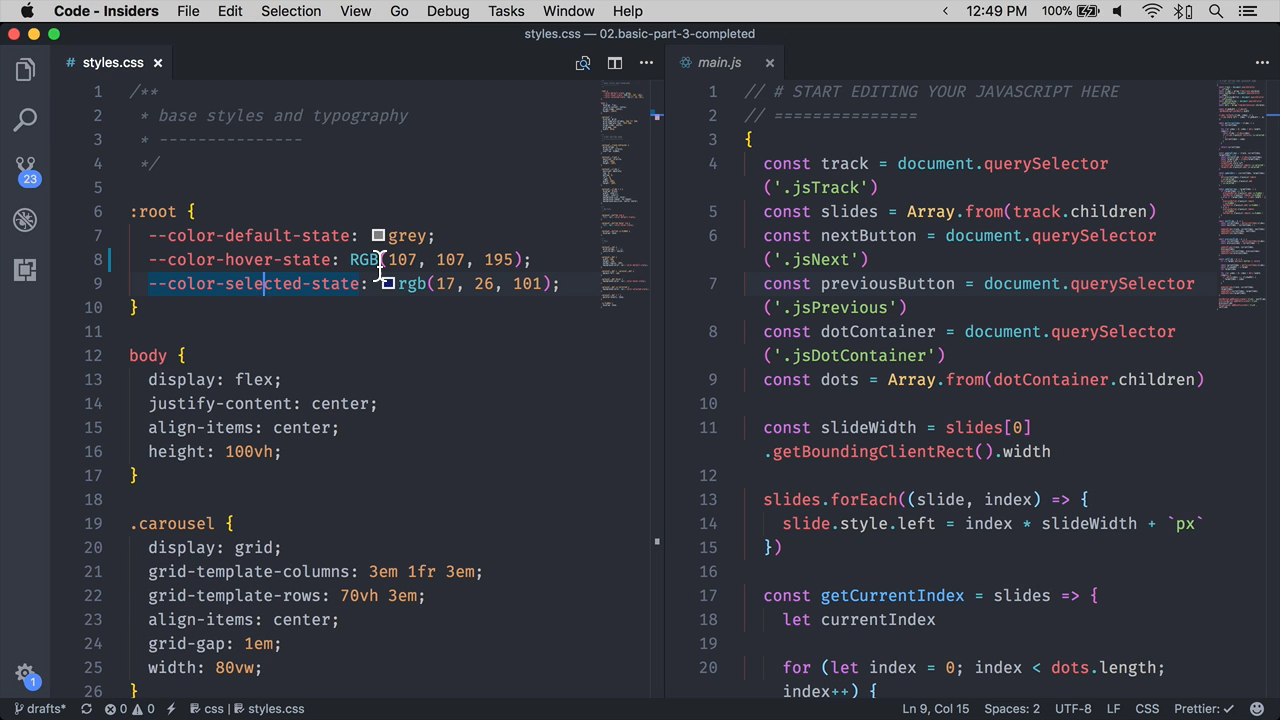 Code - Insiders File Edit Selection View Go Debug Tasks Window Help 12:49 PM 100%
styles.css — 02.basic-part-3-completed
# styles.css × ···
main.js × ···
1 /**
2 * base styles and typography
3 * ---------------
4 */
5
6 :root {
7 --color-default-state: grey;
8 --color-hover-state: RGB(107, 107, 195);
9 --color-selected-state: rgb(17, 26, 101);
10 }
11
12 body {
13 display: flex;
14 justify-content: center;
15 align-items: center;
16 height: 100vh;
17 }
18
19 .carousel {
20 display: grid;
21 grid-template-columns: 3em 1fr 3em;
22 grid-template-rows: 70vh 3em;
23 align-items: center;
24 grid-gap: 1em;
25 width: 80vw;
26 }
1 // # START EDITING YOUR JAVASCRIPT HERE
2 // ===============
3 {
4 const track = document.querySelector
('.jsTrack')
5 const slides = Array.from(track.children)
6 const nextButton = document.querySelector
('.jsNext')
7 const previousButton = document.querySelector
('.jsPrevious')
8 const dotContainer = document.querySelector
('.jsDotContainer')
9 const dots = Array.from(dotContainer.children)
10
11 const slideWidth = slides[0]
.getBoundingClientRect().width
12
13 slides.forEach((slide, index) => {
14 slide.style.left = index * slideWidth + `px`
15 })
16
17 const getCurrentIndex = slides => {
18 let currentIndex
19
20 for (let index = 0; index < dots.length;
index++) {
23
1
drafts* 0 0 css | styles.css Ln 9, Col 15 Spaces: 2 UTF-8 LF CSS Prettier: ✓